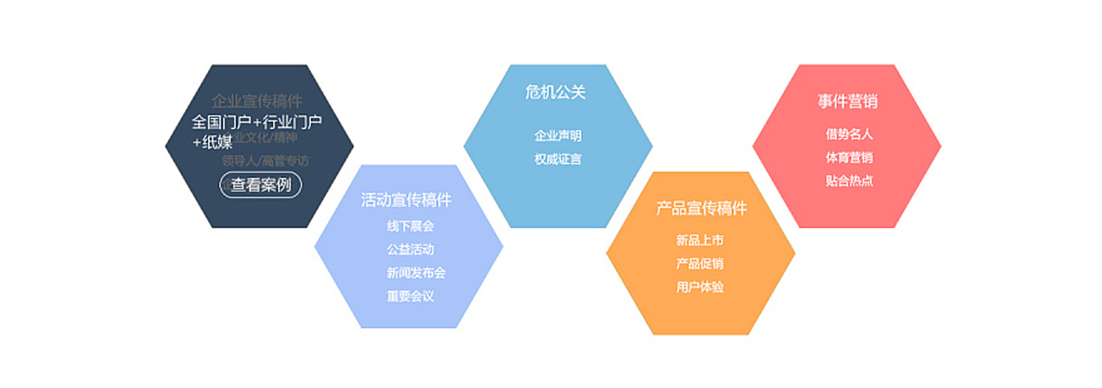 企业宣传稿件
全国门户+行业门户
+纸媒
业文化/精神
领导人/高管专访
查看案例
活动宣传稿件
线下展会
公益活动
新闻发布会
重要会议
危机公关
企业声明
权威证言
产品宣传稿件
新品上市
产品促销
用户体验
事件营销
借势名人
体育营销
贴合热点